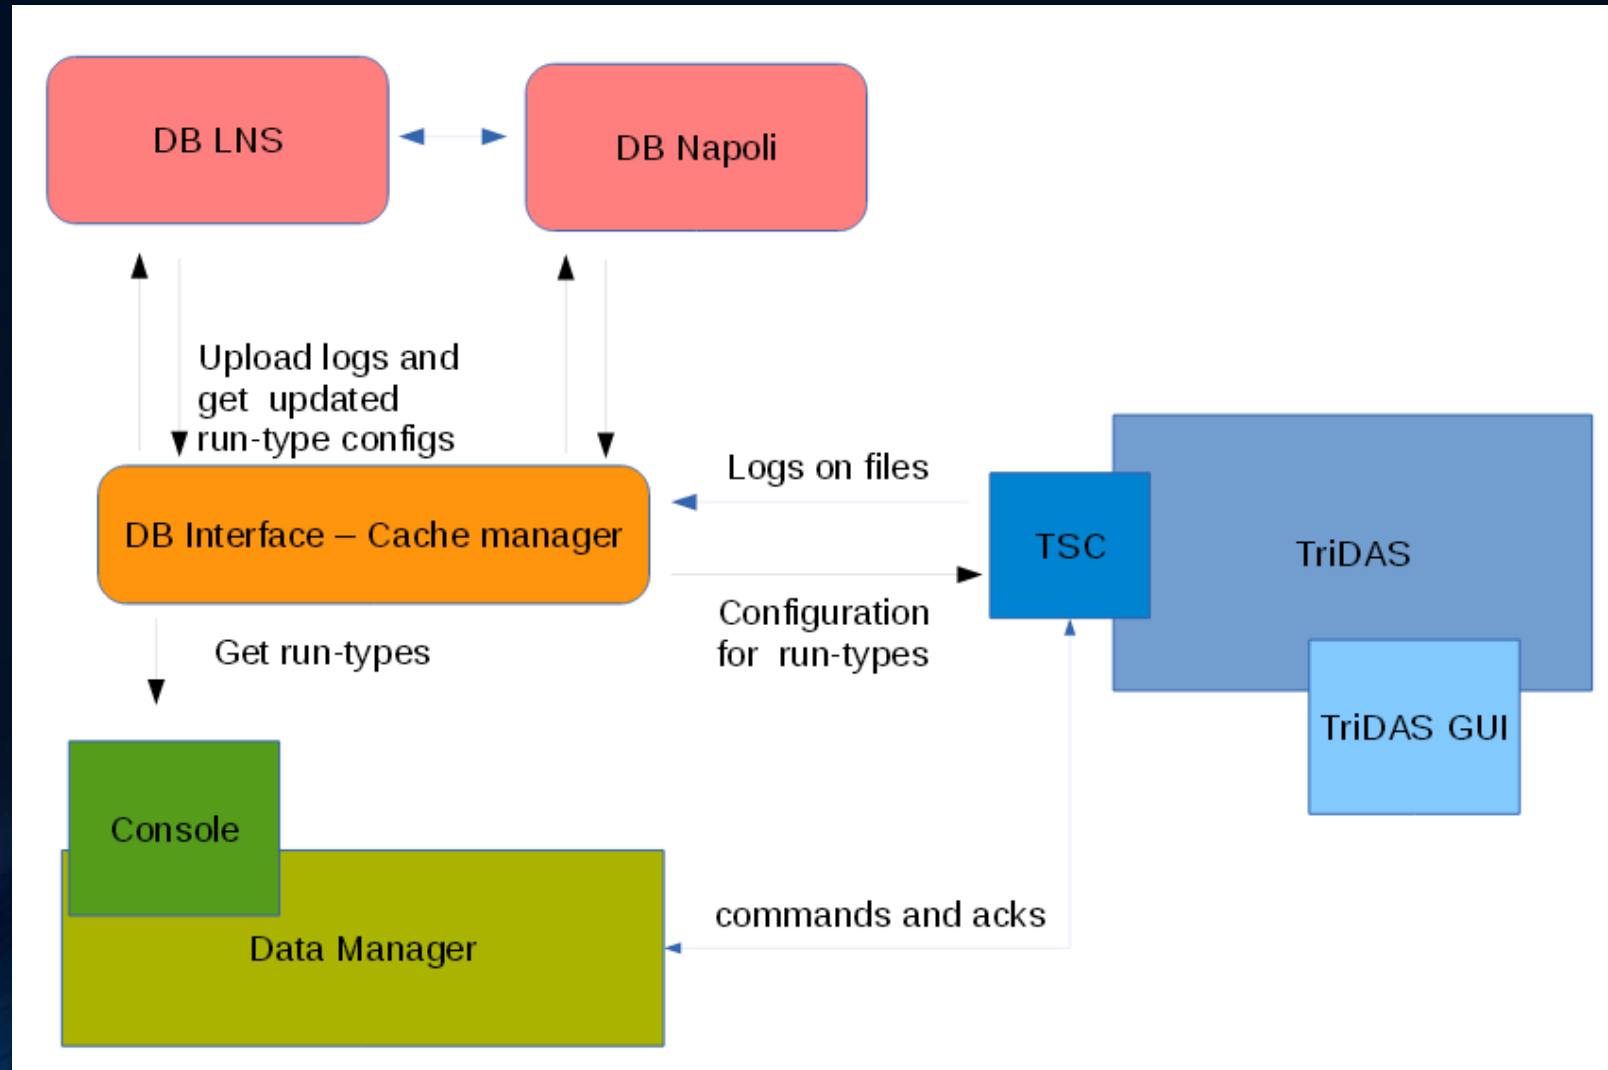 DB LNS
DB Napoli
Upload logs and
get updated
run-type configs
Logs on files
DB Interface – Cache manager
TSC
TriDAS
Configuration
for run-types
Get run-types
TriDAS GUI
Console
commands and acks
Data Manager